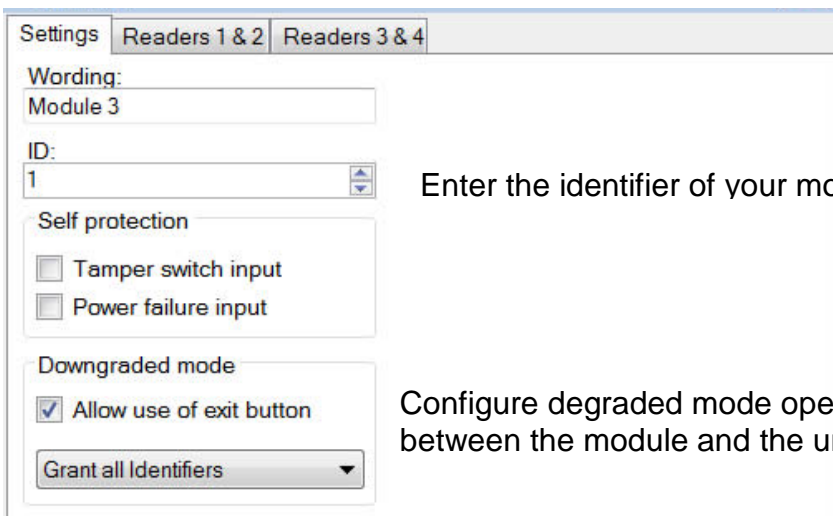 Settings Readers 1 & 2 Readers 3 & 4
Wording:
Module 3
ID:
1
Enter the identifier of your
Self protection
Tamper switch input
Power failure input
Downgraded mode
Allow use of exit button
Configure degraded mode
between the module and the
Grant all Identifiers